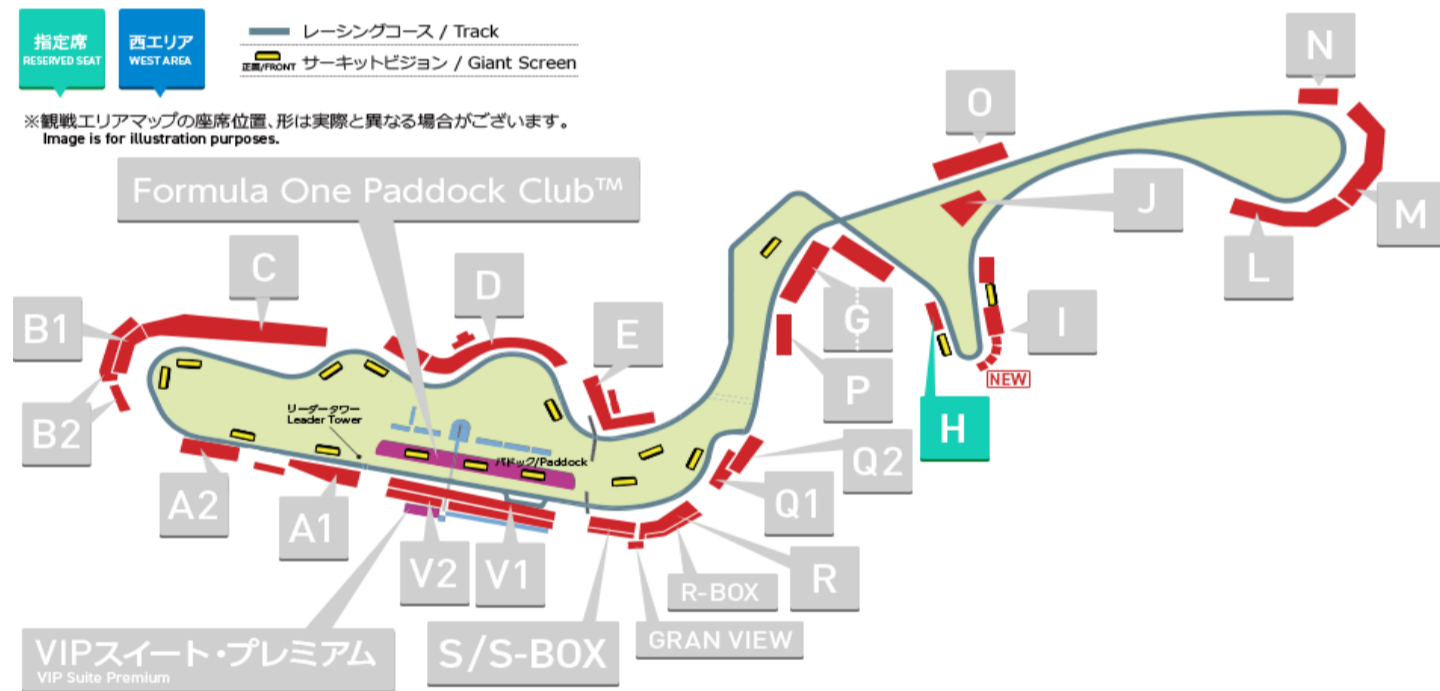 指定席
RESERVED SEAT
西エリア
WEST AREA
レーシングコース / Track
正面/FRONT サーキットビジョン / Giant Screen
※観戦エリアマップの座席位置、形は実際と異なる場合がございます。
Image is for illustration purposes.
Formula One Paddock Club™
N
O
J
M
L
C
D
B1
E
G
I
P
NEW
リーダータワー
Leader Tower
B2
H
パドック/Paddock
Q2
A2
Q1
A1
V2
V1
R
R-BOX
S/S-BOX
GRAN VIEW
VIPスイート・プレミアム
VIP Suite Premium